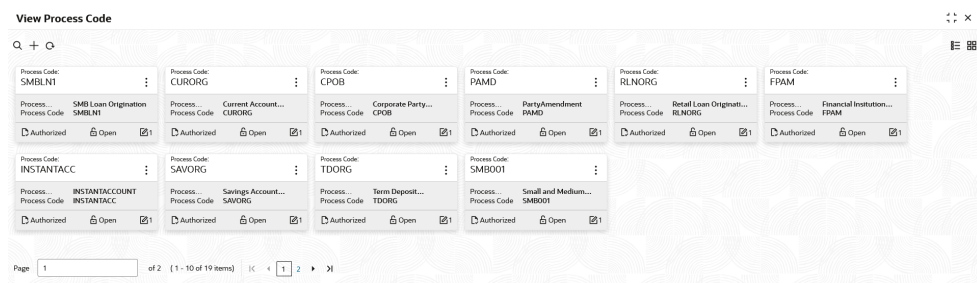 View Process Code
Process Code:
SMBLN1
Process... SMB Loan Origination
Process Code SMBLN1
Authorized Open 1
Process Code:
CURORG
Process... Current Account...
Process Code CURORG
Authorized Open 1
Process Code:
CPOB
Process... Corporate Party...
Process Code CPOB
Authorized Open 1
Process Code:
PAMD
Process... PartyAmendment
Process Code PAMD
Authorized Open 1
Process Code:
RLNORG
Process... Retail Loan Originati...
Process Code RLNORG
Authorized Open 1
Process Code:
FPAM
Process... Financial Insitution...
Process Code FPAM
Authorized Open 1
Process Code:
INSTANTACC
Process... INSTANTACCOUNT
Process Code INSTANTACC
Authorized Open 1
Process Code:
SAVORG
Process... Savings Account...
Process Code SAVORG
Authorized Open 1
Process Code:
TDORG
Process... Term Deposit...
Process Code TDORG
Authorized Open 1
Process Code:
SMB001
Process... Small and Medium...
Process Code SMB001
Authorized Open 1
Page 1 of 2 (1 - 10 of 19 items) 1 2